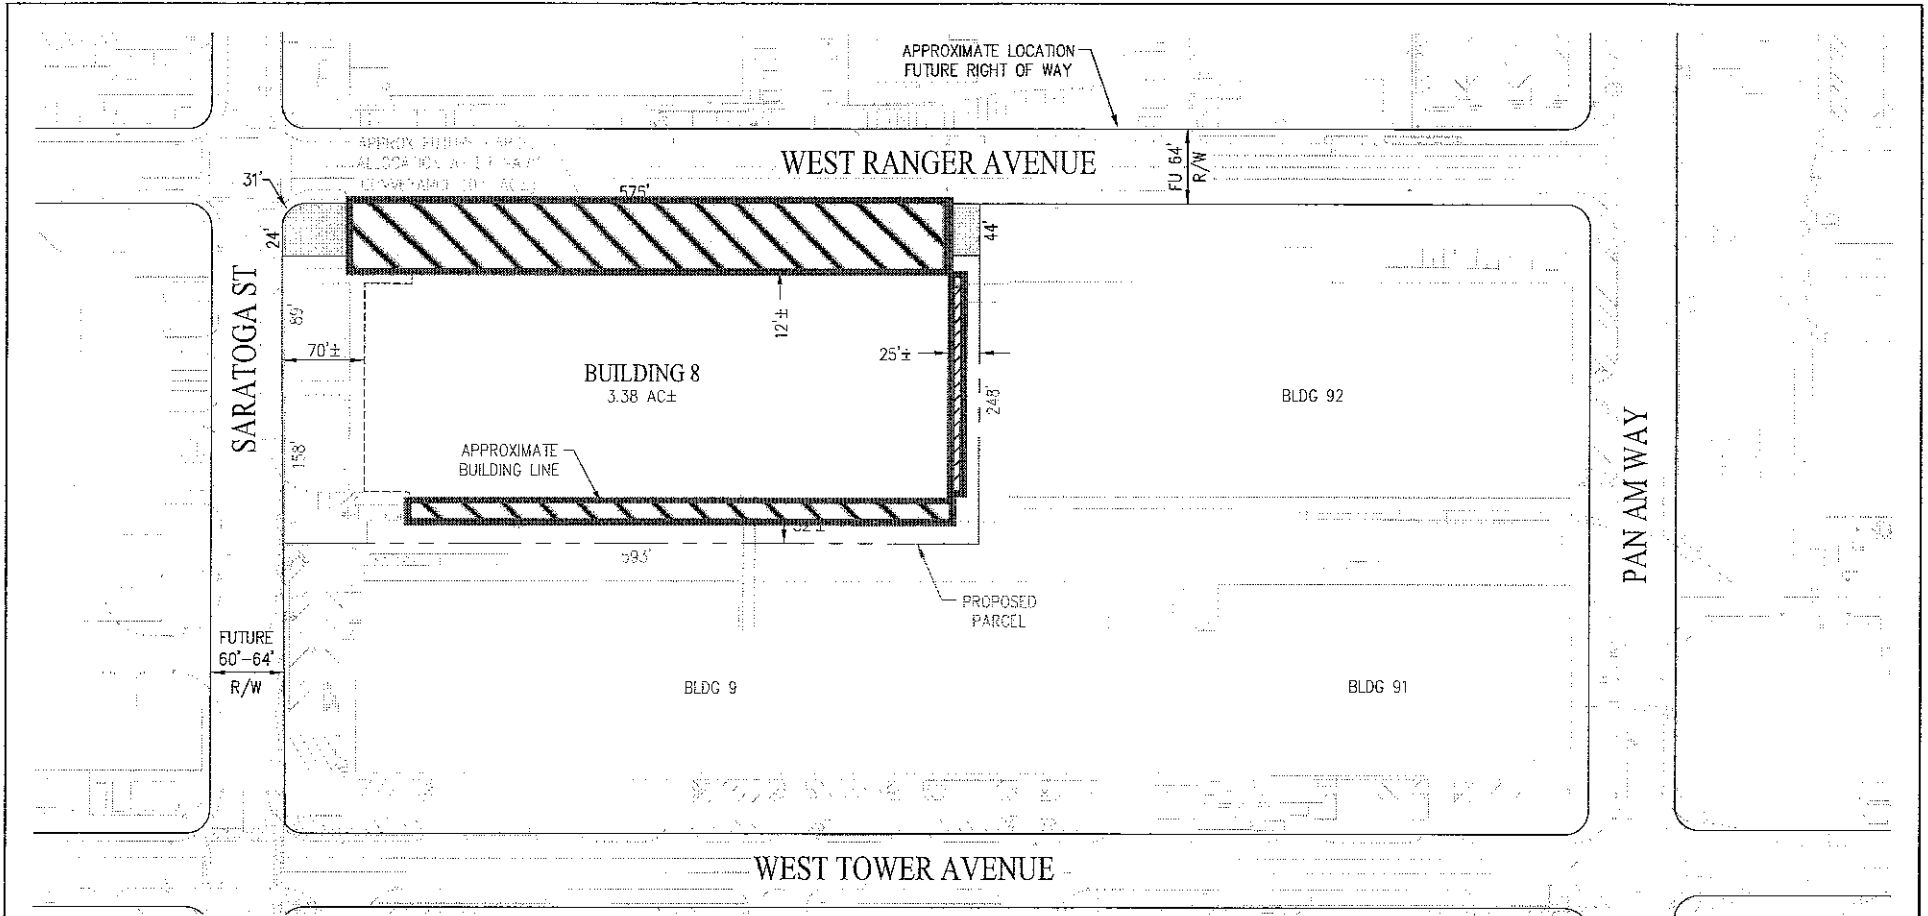 APPROXIMATE LOCATION
FUTURE RIGHT OF WAY
WEST RANGER AVENUE
FU 64'
R/W
31'
575'
24'
44'
SARATOGA ST
89'
70'±
12'±
25'±
BUILDING 8
3.38 AC±
248'
BLDG 92
158'
APPROXIMATE
BUILDING LINE
PAN AM WAY
593'
PROPOSED
PARCEL
FUTURE
60'-64'
R/W
BLDG 9
BLDG 91
WEST TOWER AVENUE